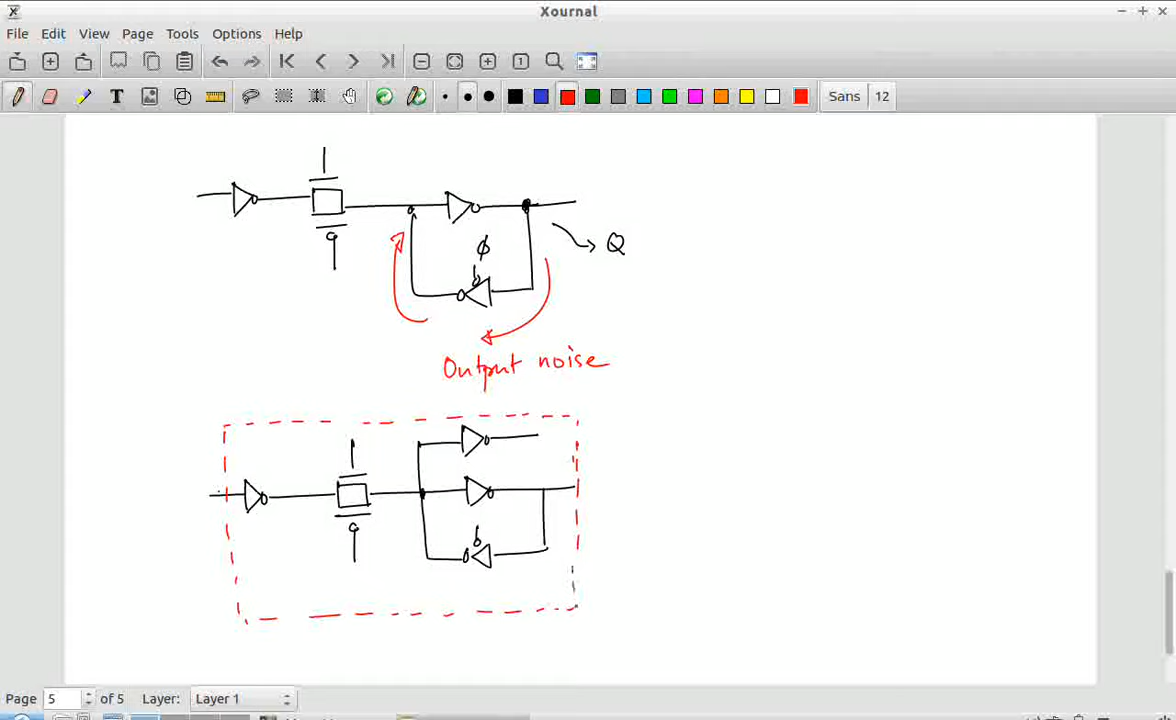 Xournal
File Edit View Page Tools Options Help
Sans 12
ϕ
Q
Output noise
Page 5 of 5 Layer: Layer 1